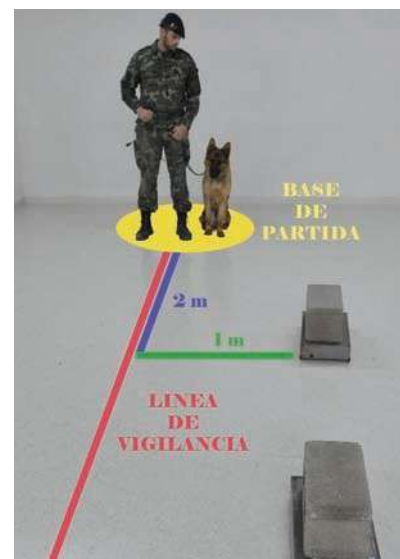 BASE
DE
PARTIDA
2 m
1 m
LINEA
DE
VIGILANCIA